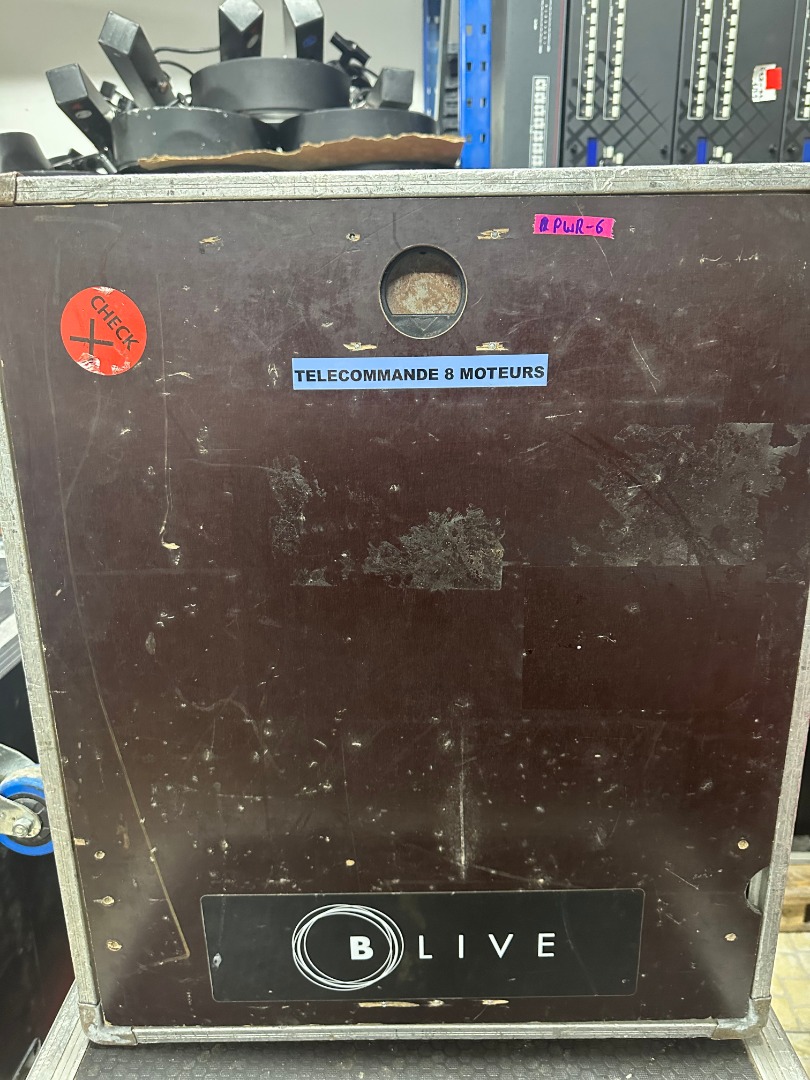 PWR-6
CHECK
TELECOMMANDE 8 MOTEURS
B LIVE